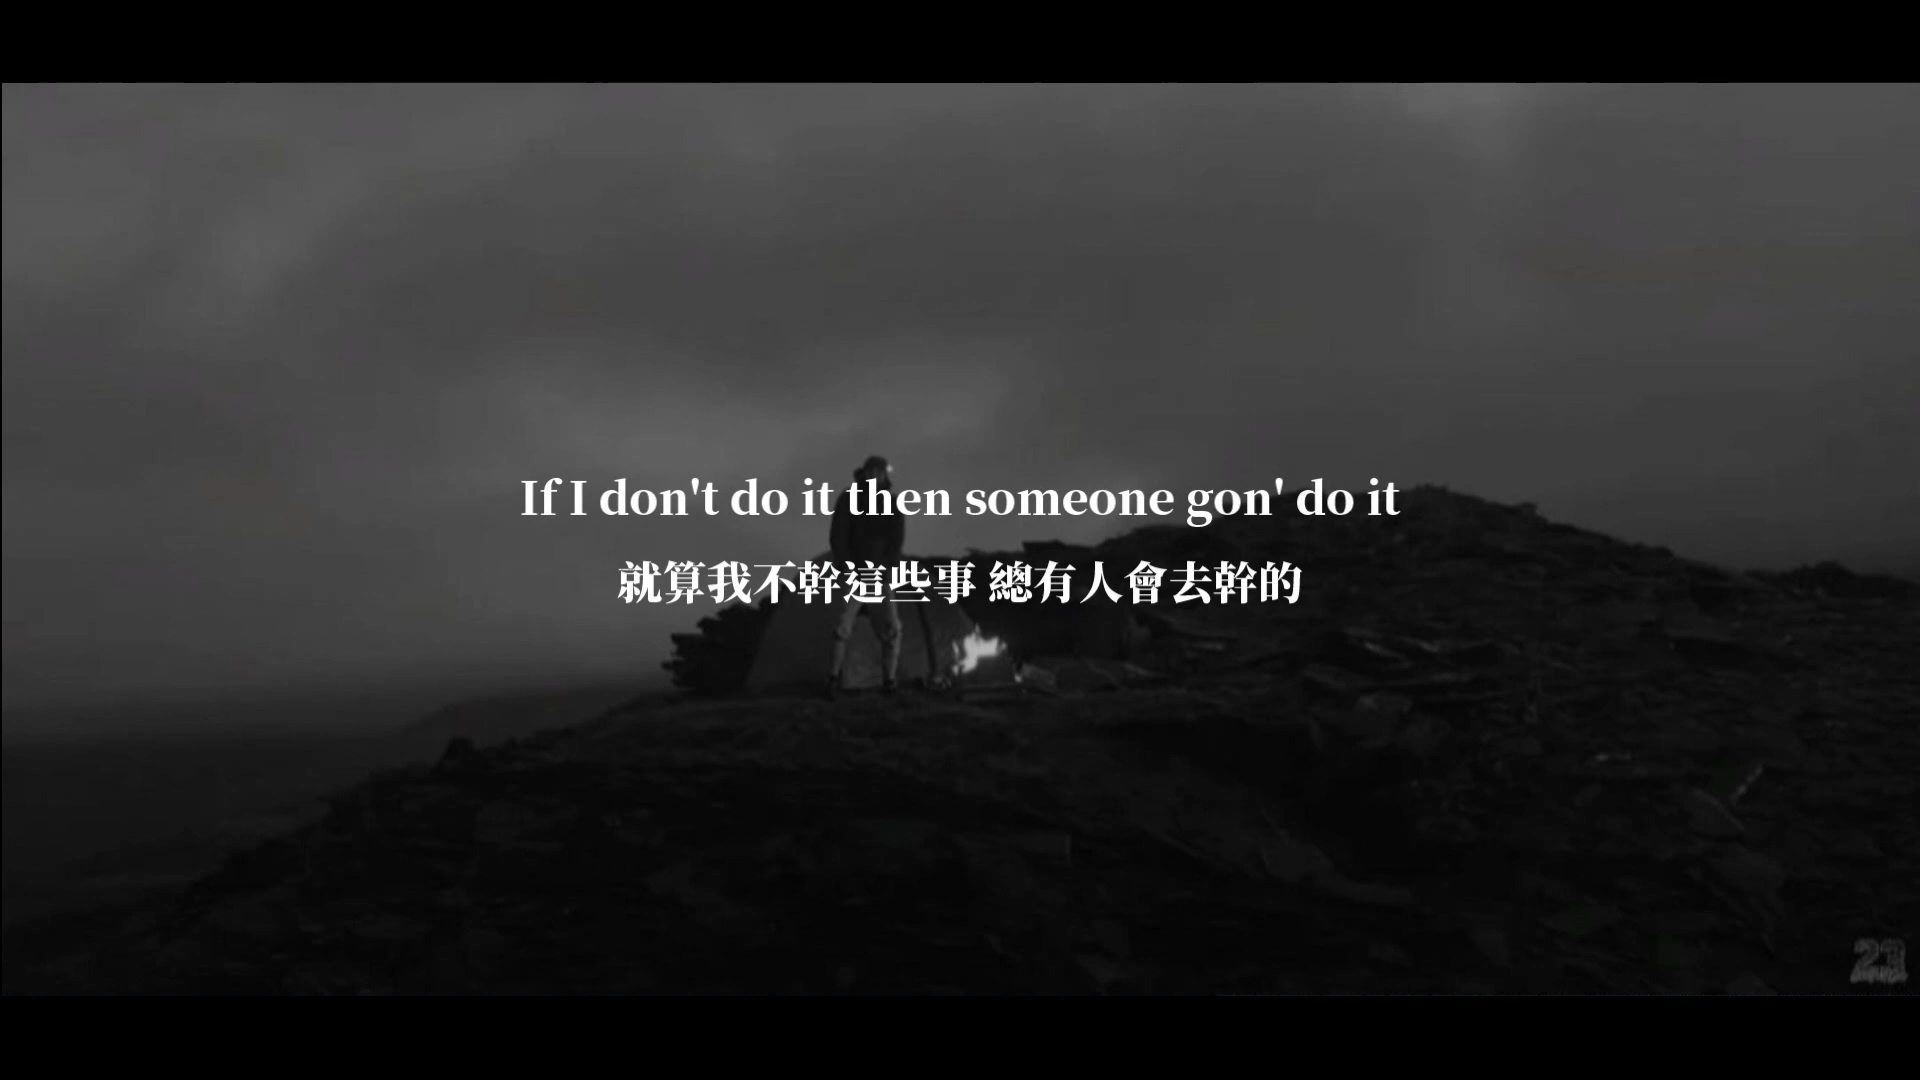 If I don't do it then someone gon' do it
就算我不幹這些事 總有人會去幹的